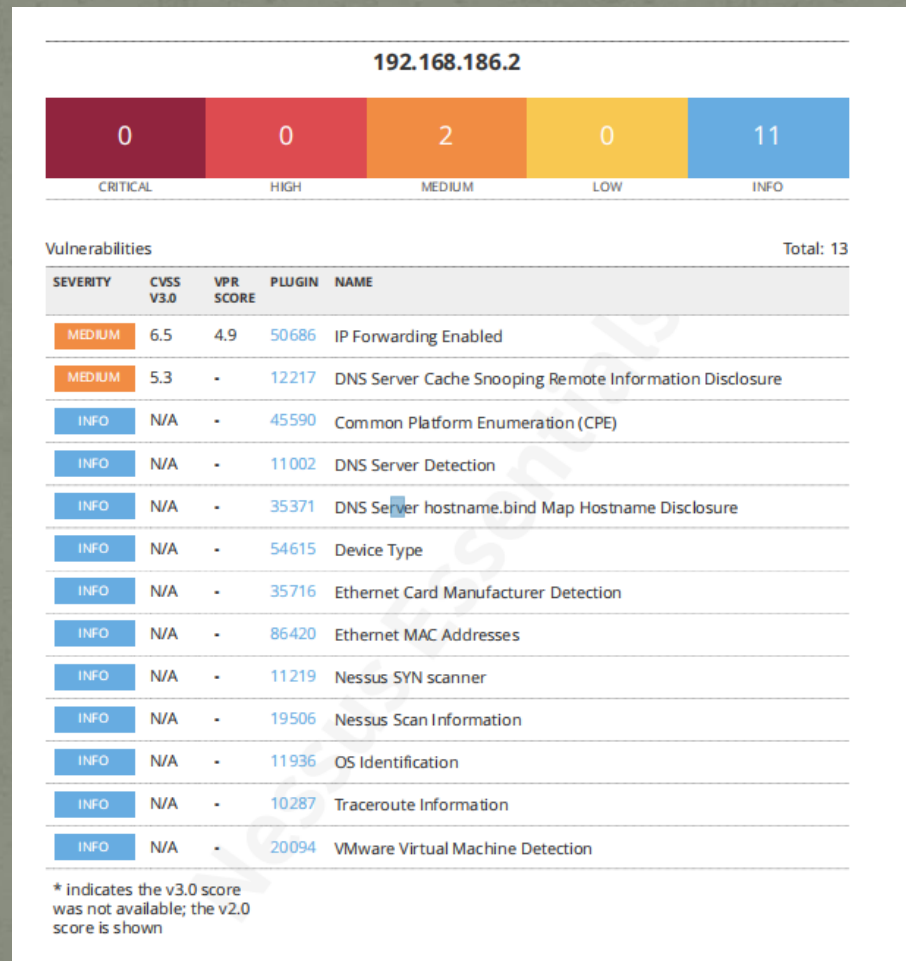 192.168.186.2
0 0 2 0 11
CRITICAL HIGH MEDIUM LOW INFO
Vulnerabilities Total: 13
SEVERITY CVSS V3.0 VPR SCORE PLUGIN NAME
MEDIUM 6.5 4.9 50686 IP Forwarding Enabled
MEDIUM 5.3 - 12217 DNS Server Cache Snooping Remote Information Disclosure
INFO N/A - 45590 Common Platform Enumeration (CPE)
INFO N/A - 11002 DNS Server Detection
INFO N/A - 35371 DNS Server hostname.bind Map Hostname Disclosure
INFO N/A - 54615 Device Type
INFO N/A - 35716 Ethernet Card Manufacturer Detection
INFO N/A - 86420 Ethernet MAC Addresses
INFO N/A - 11219 Nessus SYN scanner
INFO N/A - 19506 Nessus Scan Information
INFO N/A - 11936 OS Identification
INFO N/A - 10287 Traceroute Information
INFO N/A - 20094 VMware Virtual Machine Detection
* indicates the v3.0 score
was not available; the v2.0
score is shown
Nessus Essentials